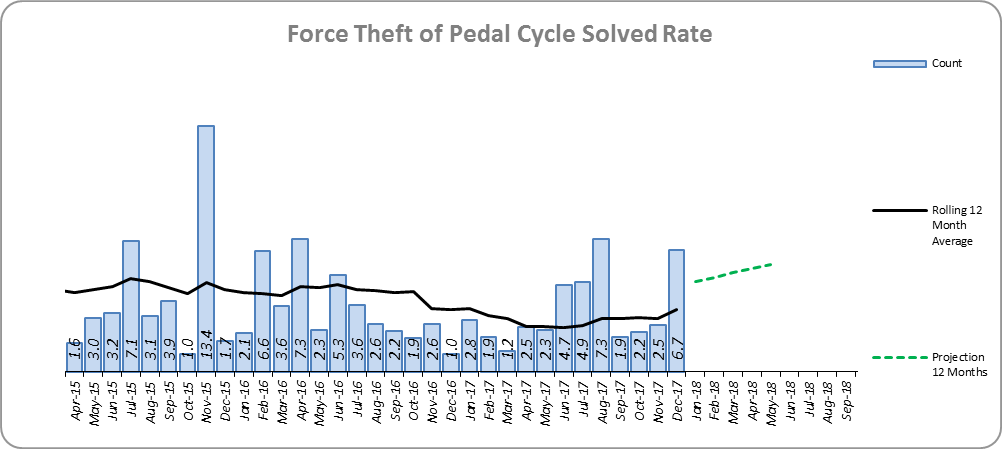 Force Theft of Pedal Cycle Solved Rate
Count
Rolling 12
Month
Average
Projection
12 Months
1.6
3.0
3.2
7.1
3.1
3.9
1.0
13.4
1.7
2.1
6.6
3.6
7.3
2.3
5.3
3.6
2.6
2.2
1.9
2.6
1.0
2.8
1.9
1.2
2.5
2.3
4.7
4.9
7.3
1.9
2.2
2.5
6.7
Apr-15
May-15
Jun-15
Jul-15
Aug-15
Sep-15
Oct-15
Nov-15
Dec-15
Jan-16
Feb-16
Mar-16
Apr-16
May-16
Jun-16
Jul-16
Aug-16
Sep-16
Oct-16
Nov-16
Dec-16
Jan-17
Feb-17
Mar-17
Apr-17
May-17
Jun-17
Jul-17
Aug-17
Sep-17
Oct-17
Nov-17
Dec-17
Jan-18
Feb-18
Mar-18
Apr-18
May-18
Jun-18
Jul-18
Aug-18
Sep-18